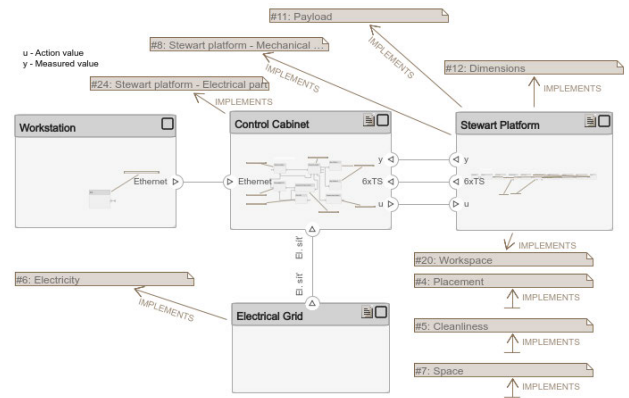 #11: Payload
#8: Stewart platform - Mechanical ...
u - Action value
y - Measured value
IMPLEMENTS
#12: Dimensions
#24: Stewart platform - Electrical part
IMPLEMENTS
IMPLEMENTS
IMPLEMENTS
Workstation
Control Cabinet
Stewart Platform
y
y
Ethernet
Ethernet
6xTS
6xTS
u
u
El. síť
IMPLEMENTS
#20: Workspace
#6: Electricity
El. síť
#4: Placement
IMPLEMENTS
IMPLEMENTS
Electrical Grid
#5: Cleanliness
IMPLEMENTS
#7: Space
IMPLEMENTS